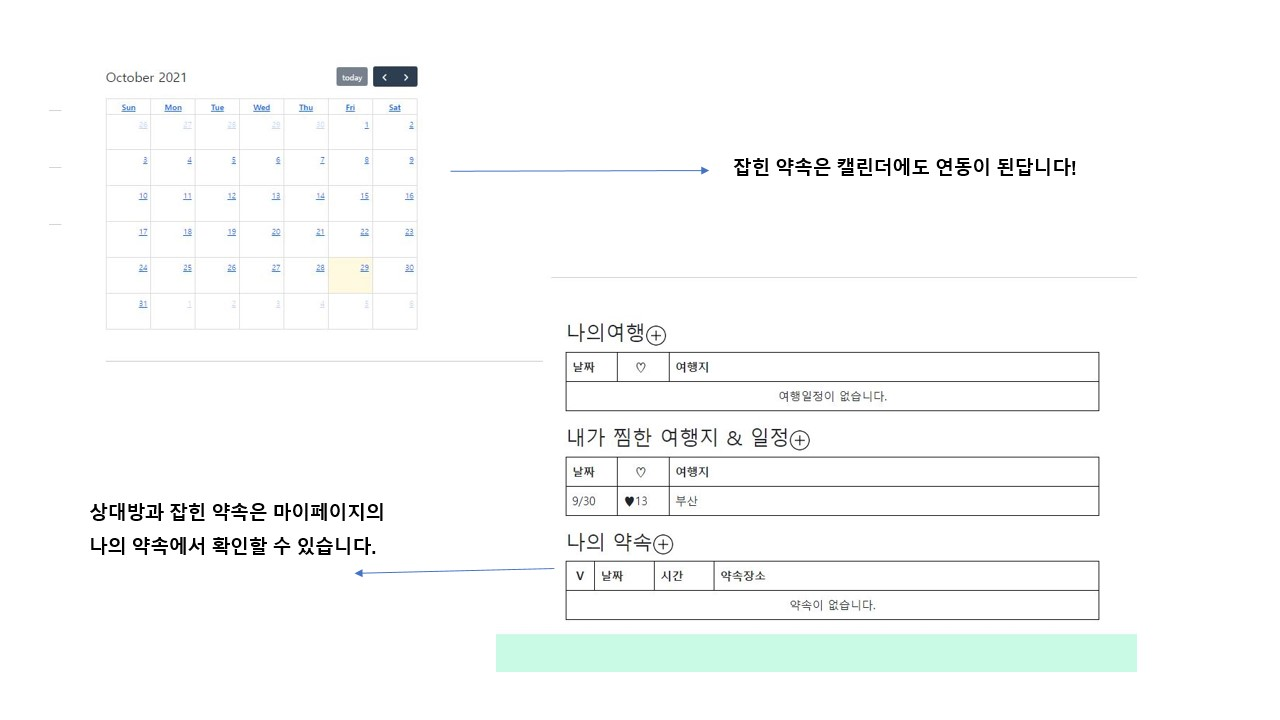 October 2021 today < >
Sun Mon Tue Wed Thu Fri Sat
26 27 28 29 30 1 2
3 4 5 6 7 8 9
10 11 12 13 14 15 16
17 18 19 20 21 22 23
24 25 26 27 28 29 30
31 1 2 3 4 5 6
잡힌 약속은 캘린더에도 연동이 된답니다!
나의여행⊕
날짜 ♡ 여행지
여행일정이 없습니다.
내가 찜한 여행지 & 일정⊕
날짜 ♡ 여행지
9/30 ♥13 부산
상대방과 잡힌 약속은 마이페이지의
나의 약속에서 확인할 수 있습니다.
나의 약속⊕
V 날짜 시간 약속장소
약속이 없습니다.